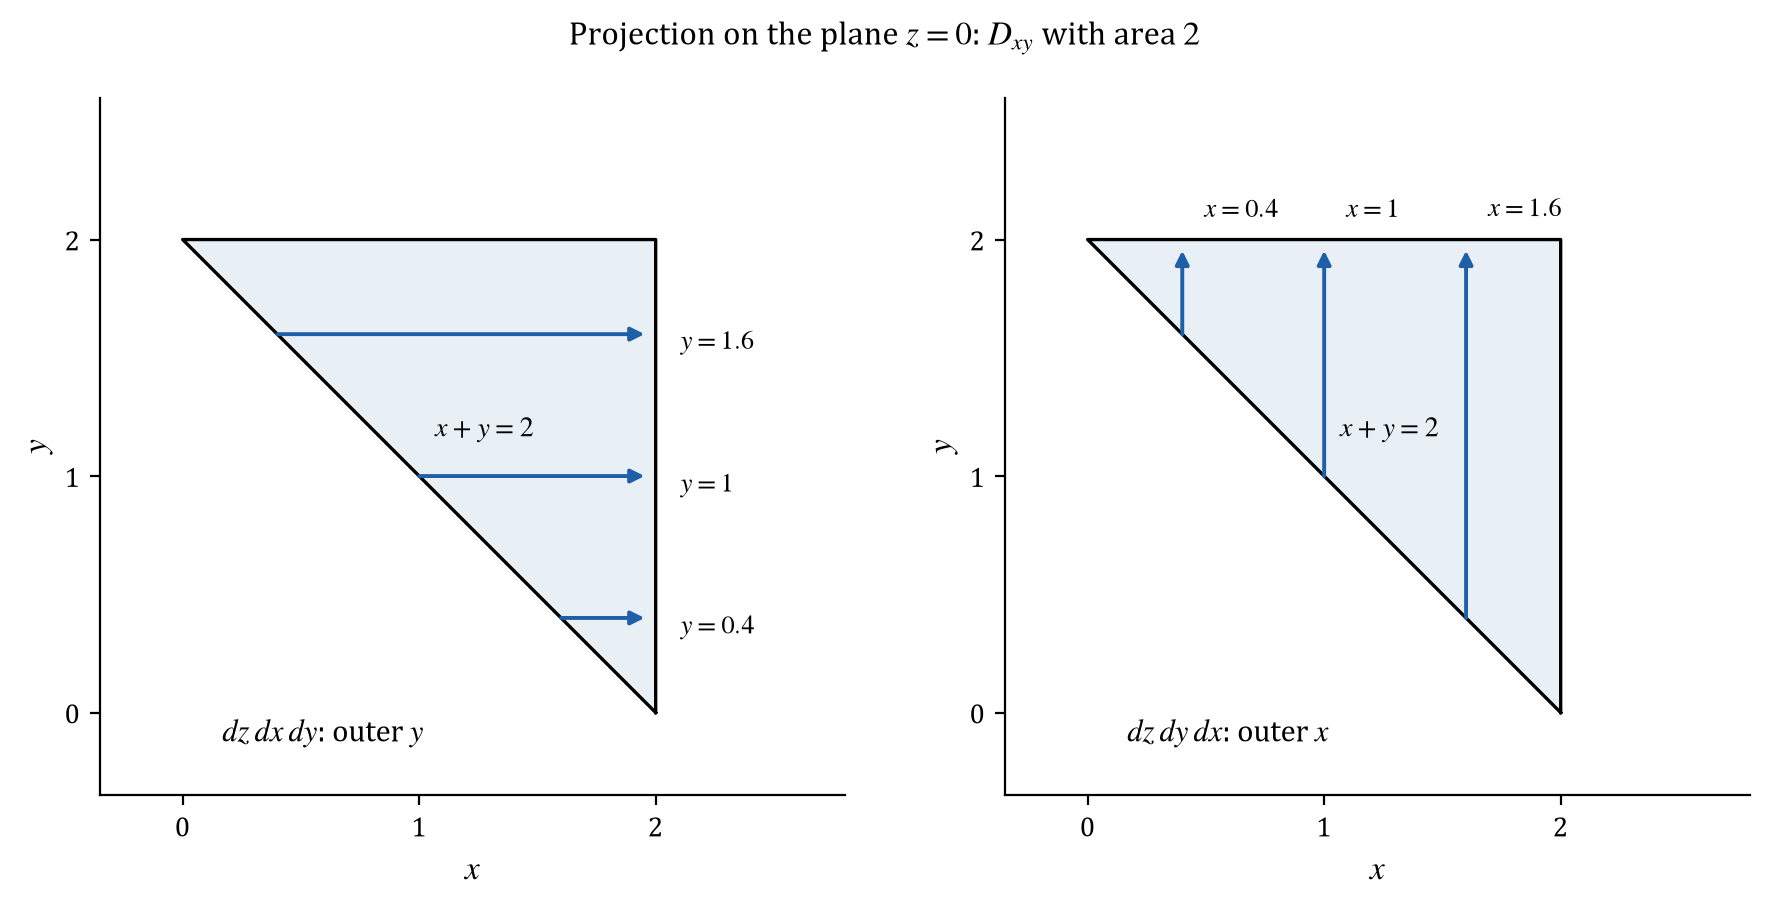 Projection on the plane z = 0: D_xy with area 2
2
1
0
y
0
1
2
x
y = 1.6
x + y = 2
y = 1
y = 0.4
dz dx dy: outer y
x = 0.4
x = 1
x = 1.6
2
1
0
y
0
1
2
x
x + y = 2
dz dy dx: outer x